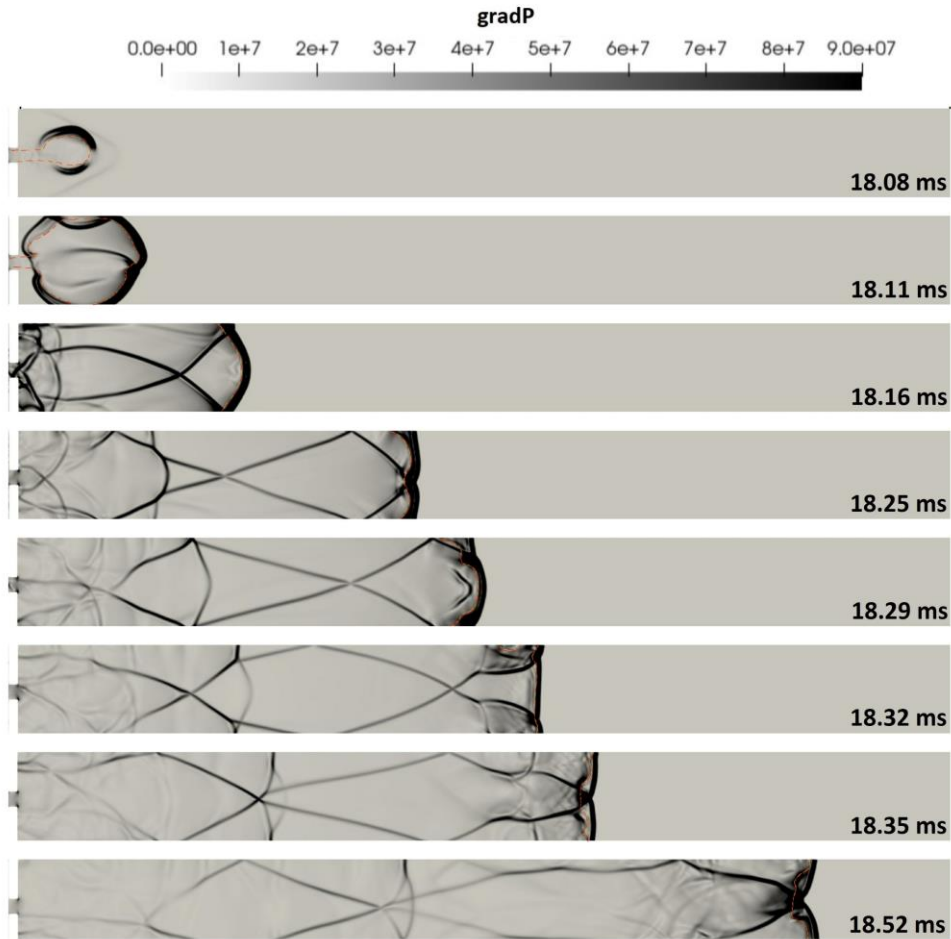 gradP
0.0e+00 1e+7 2e+7 3e+7 4e+7 5e+7 6e+7 7e+7 8e+7 9.0e+07
18.08 ms
18.11 ms
18.16 ms
18.25 ms
18.29 ms
18.32 ms
18.35 ms
18.52 ms